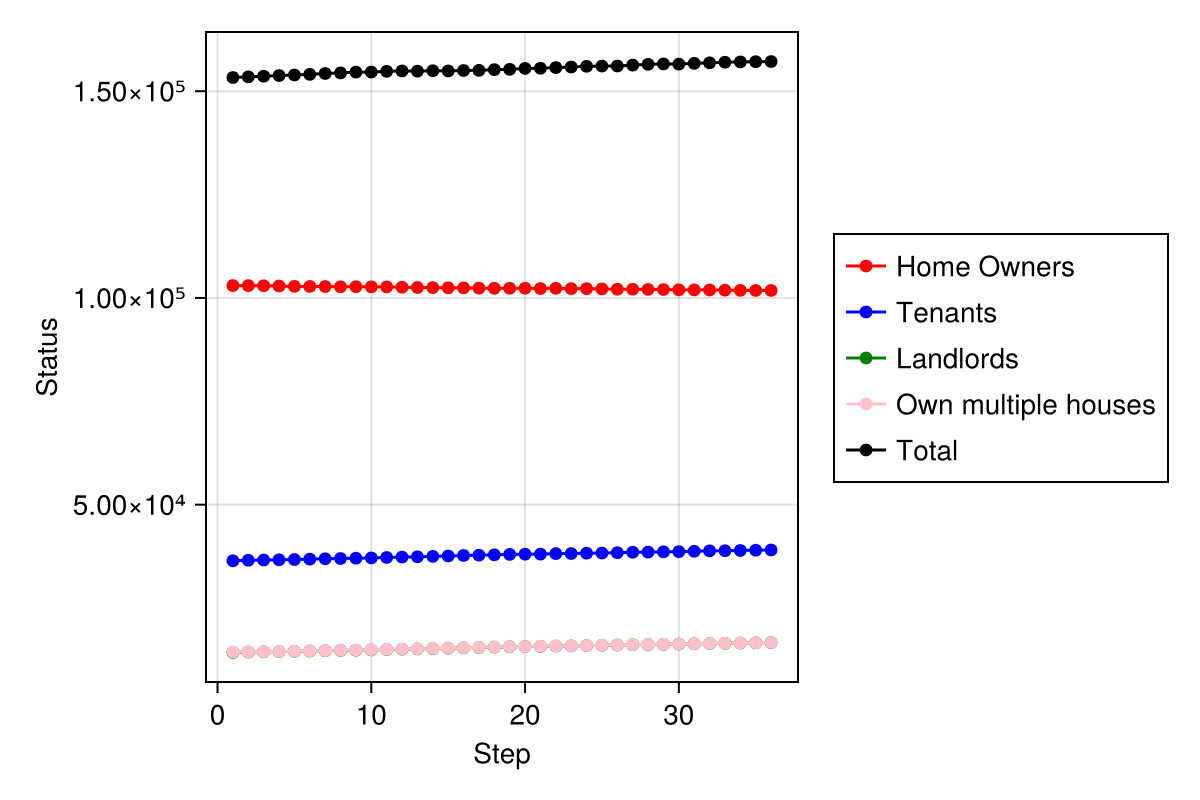 1.50×10⁵
1.00×10⁵
5.00×10⁴
Status
0 10 20 30
Step
Home Owners
Tenants
Landlords
Own multiple houses
Total